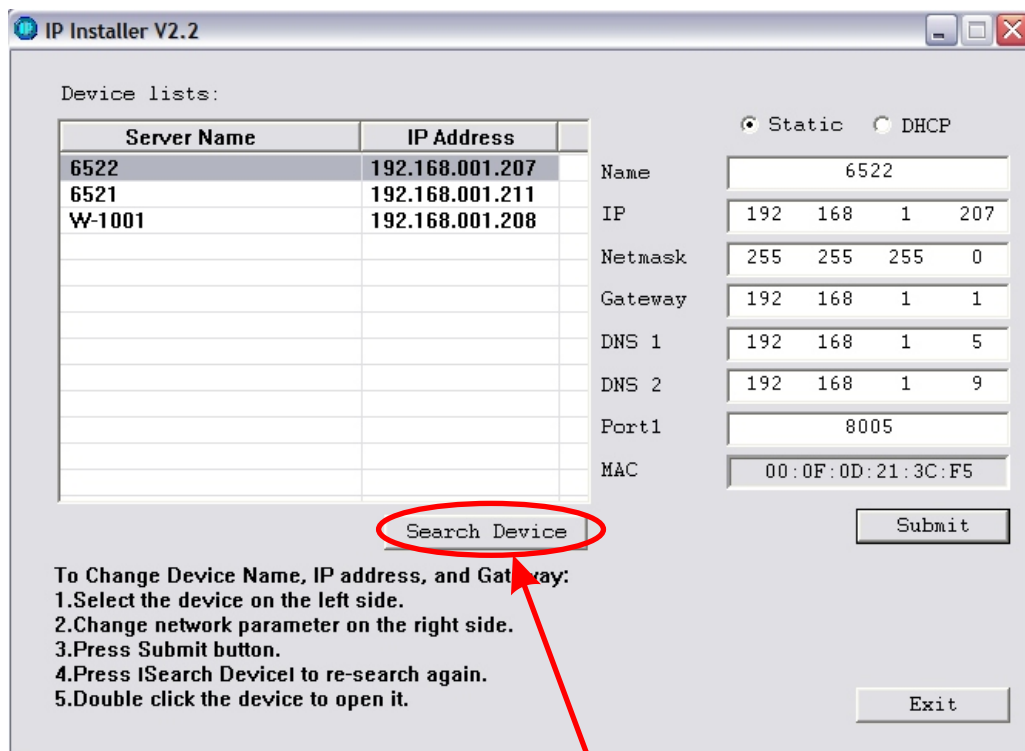 IP Installer V2.2
Device lists:
Server Name IP Address
6522 192.168.001.207
6521 192.168.001.211
W-1001 192.168.001.208
Static DHCP
Name 6522
IP 192 168 1 207
Netmask 255 255 255 0
Gateway 192 168 1 1
DNS 1 192 168 1 5
DNS 2 192 168 1 9
Port1 8005
MAC 00:0F:0D:21:3C:F5
Search Device
Submit
To Change Device Name, IP address, and Gateway:
1.Select the device on the left side.
2.Change network parameter on the right side.
3.Press Submit button.
4.Press |Search Device| to re-search again.
5.Double click the device to open it.
Exit